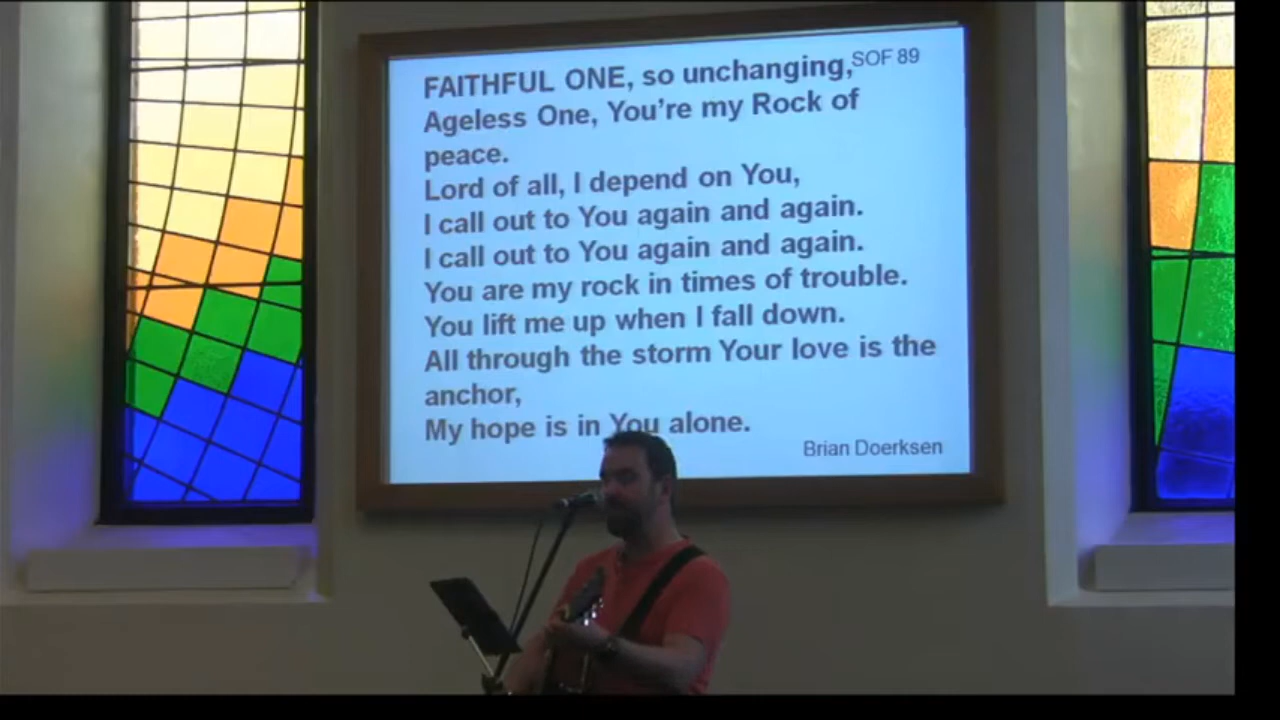 FAITHFUL ONE, so unchanging, SOF 89
Ageless One, You're my Rock of
peace.
Lord of all, I depend on You,
I call out to You again and again.
I call out to You again and again.
You are my rock in times of trouble.
You lift me up when I fall down.
All through the storm Your love is the
anchor,
My hope is in You alone.
Brian Doerksen